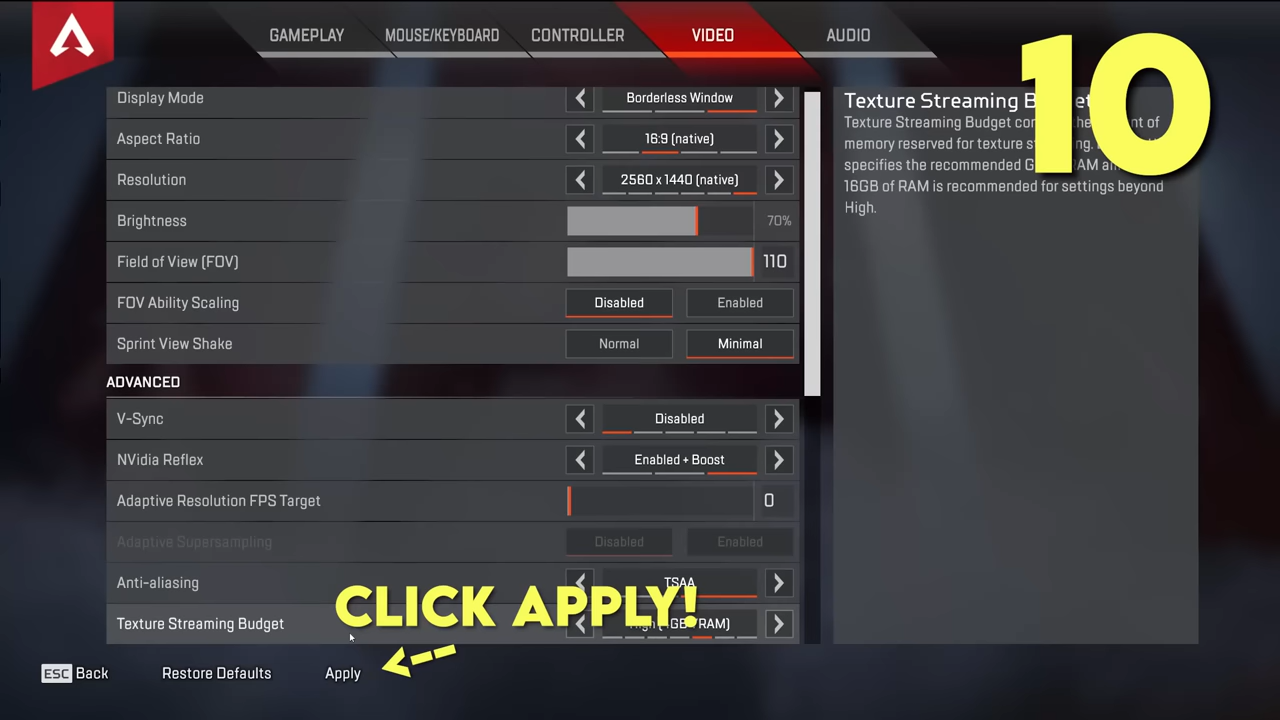 GAMEPLAY
MOUSE/KEYBOARD
CONTROLLER
VIDEO
AUDIO
10
Display Mode
Borderless Window
Aspect Ratio
16:9 (native)
Resolution
2560 x 1440 (native)
Brightness
70%
Field of View (FOV)
110
FOV Ability Scaling
Disabled
Enabled
Sprint View Shake
Normal
Minimal
ADVANCED
V-Sync
Disabled
NVidia Reflex
Enabled + Boost
Adaptive Resolution FPS Target
0
Adaptive Supersampling
Disabled
Enabled
Anti-aliasing
TSAA
CLICK APPLY!
Texture Streaming Budget
RAM)
Texture Streaming
Texture Streaming Budget of
memory reserved for texture
specifies the recommended
16GB of RAM is recommended for settings beyond
High.
ESC Back
Restore Defaults
Apply